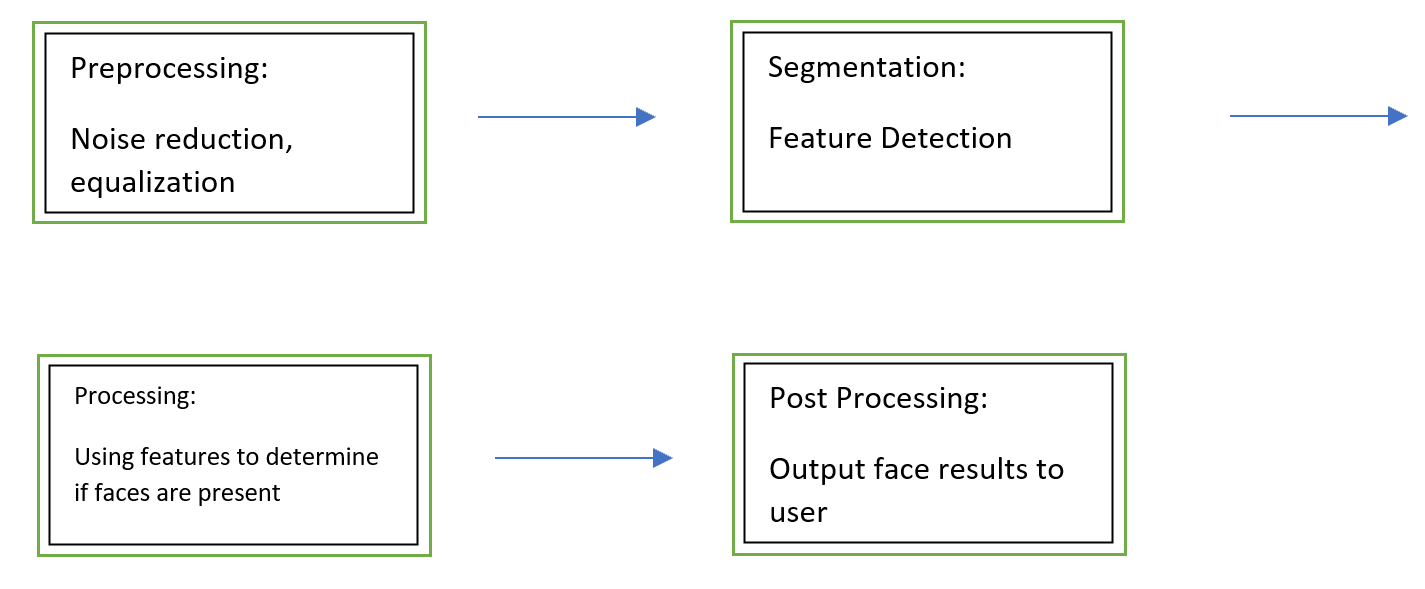 Preprocessing:
Noise reduction,
equalization
Segmentation:
Feature Detection
Processing:
Using features to determine
if faces are present
Post Processing:
Output face results to
user